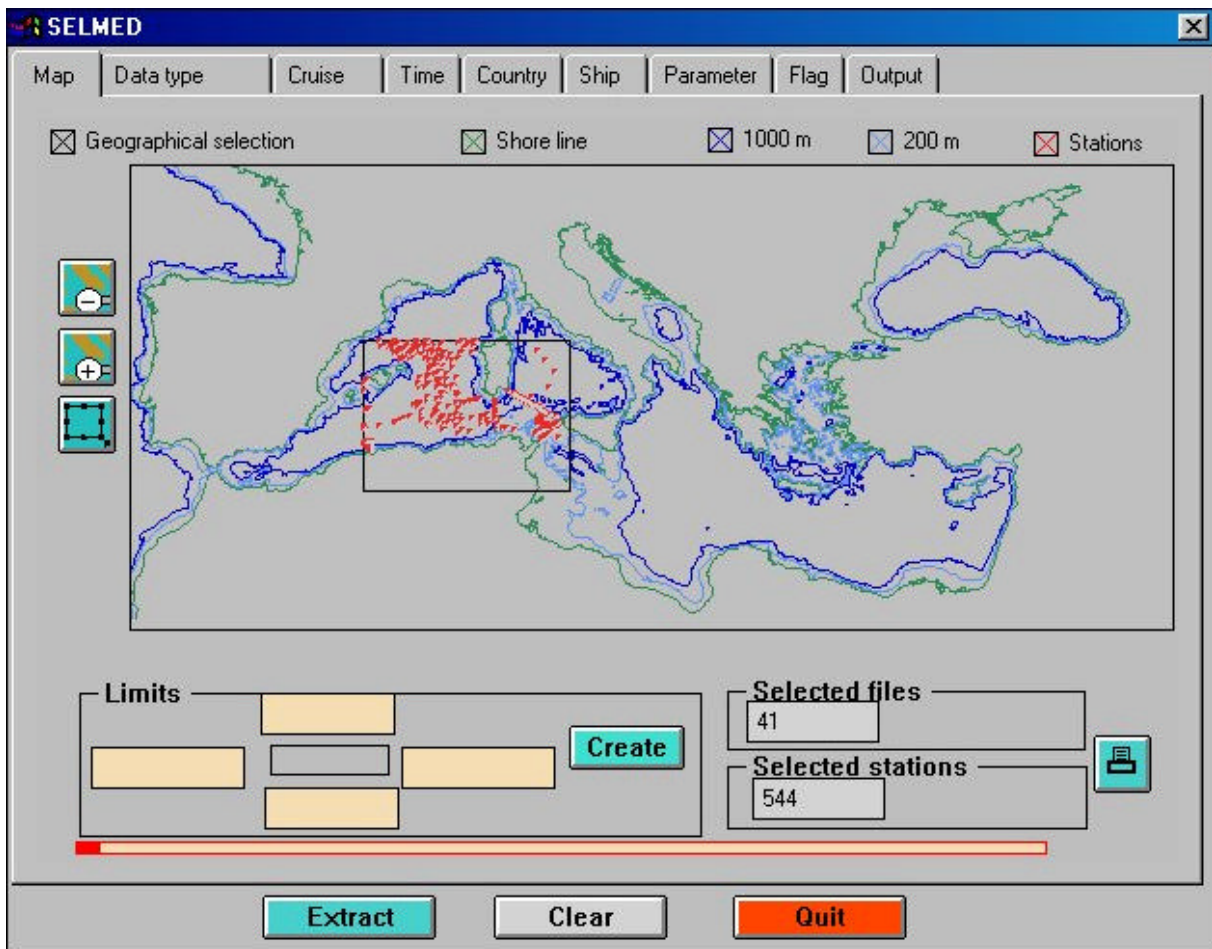 SELMED
Map Data type Cruise Time Country Ship Parameter Flag Output
Geographical selection Shore line 1000 m 200 m Stations
Limits
Create
Selected files
41
Selected stations
544
Extract Clear Quit